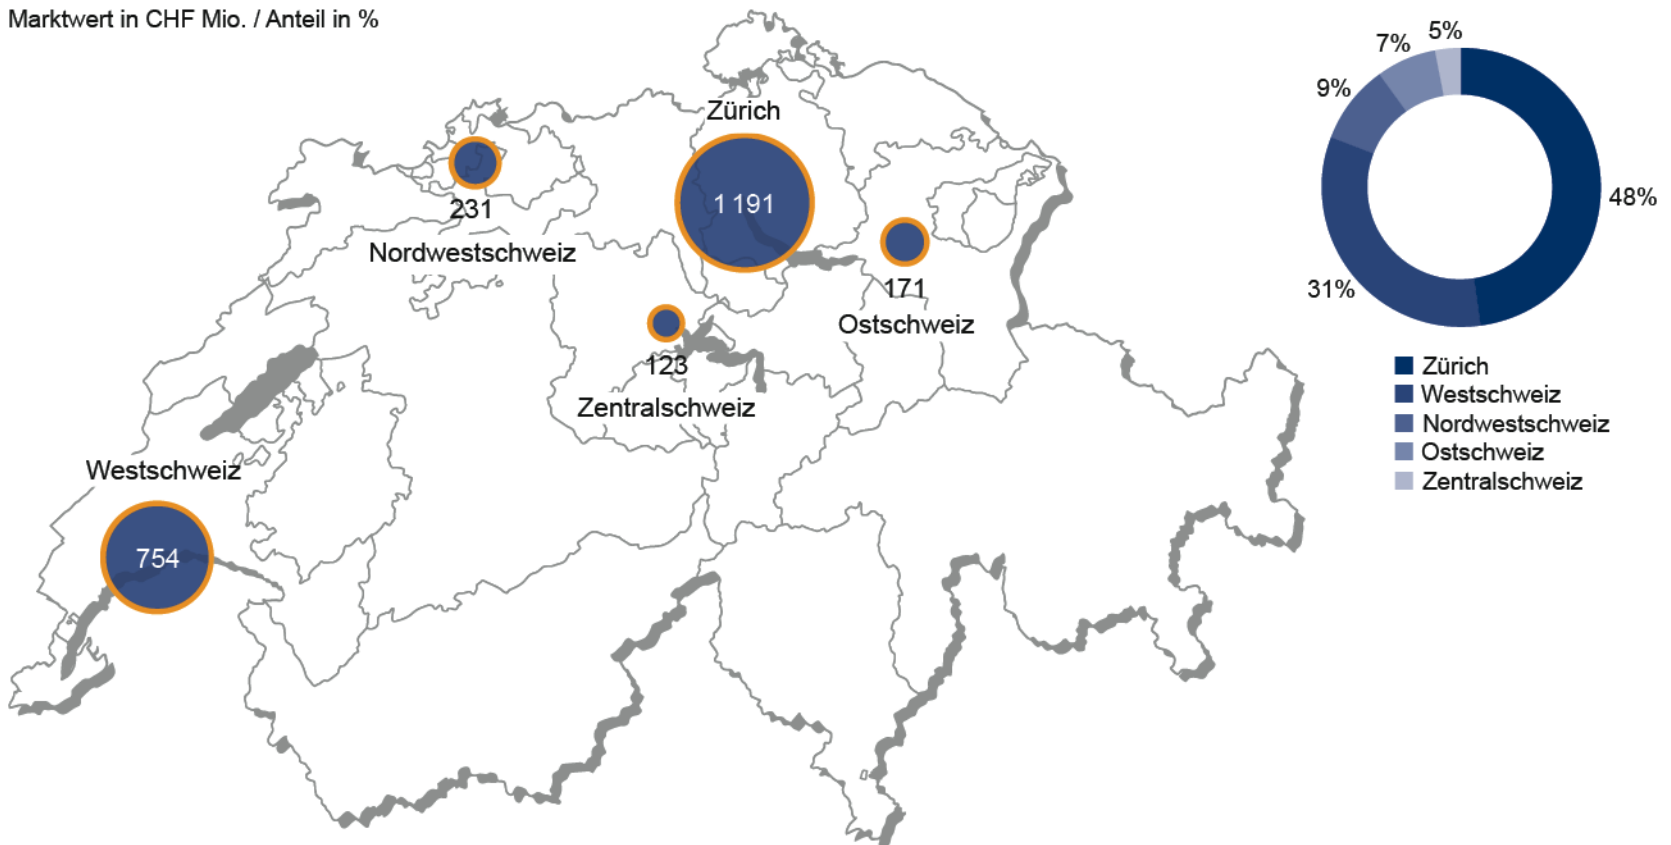 Marktwert in CHF Mio. / Anteil in %
Zürich
1 191
231
Nordwestschweiz
171
Ostschweiz
123
Zentralschweiz
Westschweiz
754
5%
7%
9%
48%
31%
Zürich
Westschweiz
Nordwestschweiz
Ostschweiz
Zentralschweiz